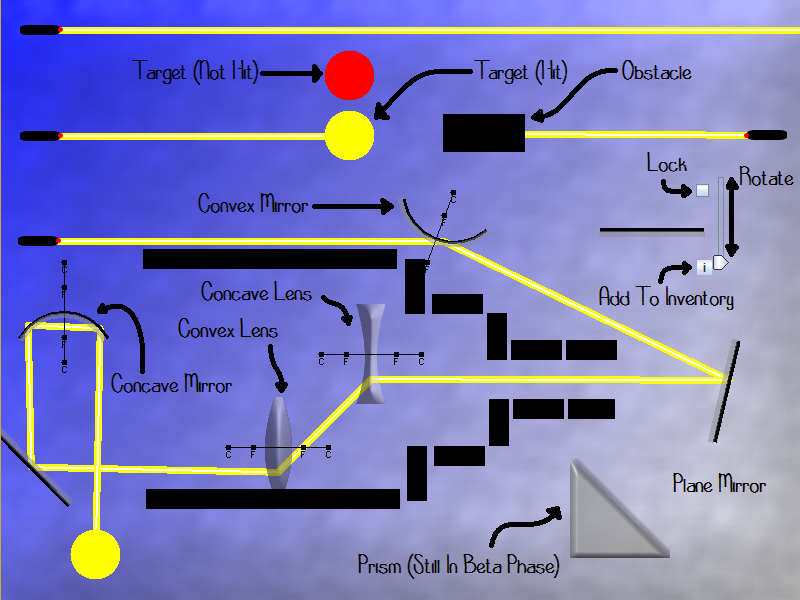 Target (Not Hit)
Target (Hit)
Obstacle
Lock
Rotate
Convex Mirror
C
F
F
i
Add To Inventory
C
F
F
C
Concave Lens
Convex Lens
C F F C
Concave Mirror
C F F C
Plane Mirror
Prism (Still In Beta Phase)